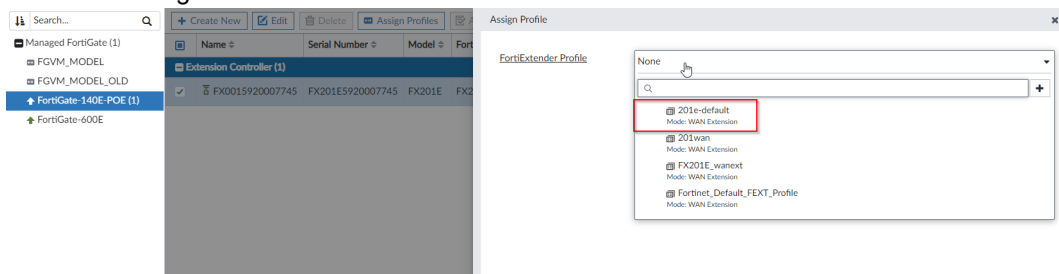 Search...
Create New Edit Delete Assign Profiles
Assign Profile
Managed FortiGate (1)
Name Serial Number Model Fort
FGVM_MODEL
Extension Controller (1)
FortiExtender Profile
None
FGVM_MODEL_OLD
FX0015920007745 FX201E5920007745 FX201E FX2
FortiGate-140E-POE (1)
FortiGate-600E
201e-default
Mode: WAN Extension
201wan
Mode: WAN Extension
FX201E_wanext
Mode: WAN Extension
Fortinet_Default_FEXT_Profile
Mode: WAN Extension